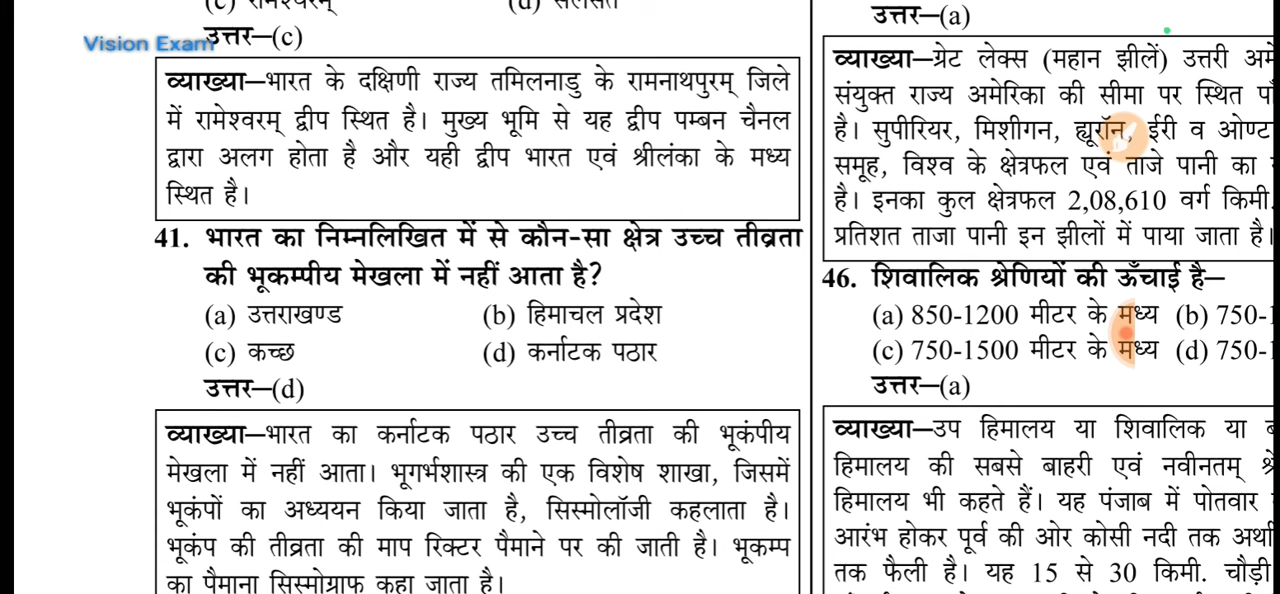 (c) रामेश्वरम् (d) सलसत
उत्तर–(c)
Vision Exam
व्याख्या–भारत के दक्षिणी राज्य तमिलनाडु के रामनाथपुरम् जिले
में रामेश्वरम् द्वीप स्थित है। मुख्य भूमि से यह द्वीप पम्बन चैनल
द्वारा अलग होता है और यही द्वीप भारत एवं श्रीलंका के मध्य
स्थित है।
41. भारत का निम्नलिखित में से कौन-सा क्षेत्र उच्च तीव्रता
की भूकम्पीय मेखला में नहीं आता है?
(a) उत्तराखण्ड (b) हिमाचल प्रदेश
(c) कच्छ (d) कर्नाटक पठार
उत्तर–(d)
व्याख्या–भारत का कर्नाटक पठार उच्च तीव्रता की भूकंपीय
मेखला में नहीं आता। भूगर्भशास्त्र की एक विशेष शाखा, जिसमें
भूकंपों का अध्ययन किया जाता है, सिस्मोलॉजी कहलाता है।
भूकंप की तीव्रता की माप रिक्टर पैमाने पर की जाती है। भूकम्प
का पैमाना सिस्मोग्राफ कहा जाता है।
उत्तर–(a)
व्याख्या–ग्रेट लेक्स (महान झीलें) उत्तरी
संयुक्त राज्य अमेरिका की सीमा पर स्थित
है। सुपीरियर, मिशीगन, ह्यूरॉन, ईरी व
समूह, विश्व के क्षेत्रफल एवं ताजे पानी का
है। इनका कुल क्षेत्रफल 2,08,610 वर्ग किमी.
प्रतिशत ताजा पानी इन झीलों में पाया जाता है।
46. शिवालिक श्रेणियों की ऊँचाई है–
(a) 850-1200 मीटर के मध्य (b) 750-
(c) 750-1500 मीटर के मध्य (d) 750-
उत्तर–(a)
व्याख्या–उप हिमालय या शिवालिक या
हिमालय की सबसे बाहरी एवं नवीनतम्
हिमालय भी कहते हैं। यह पंजाब में पोतवार
आरंभ होकर पूर्व की ओर कोसी नदी तक
तक फैली है। यह 15 से 30 किमी. चौड़ी